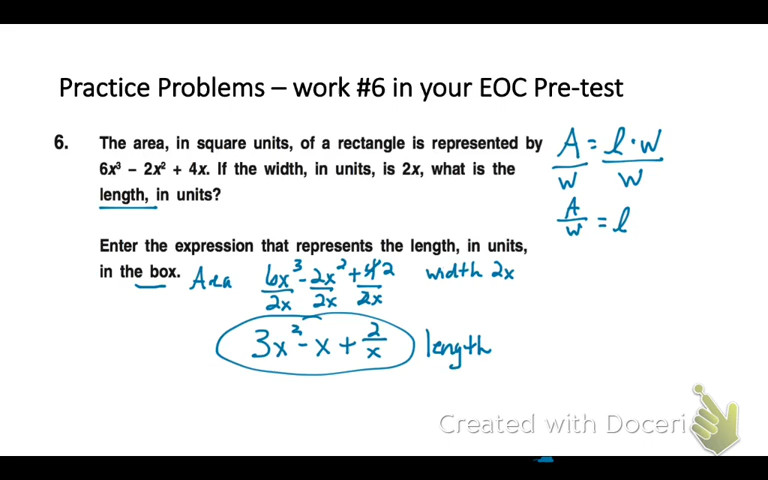 Practice Problems – work #6 in your EOC Pre-test
6. The area, in square units, of a rectangle is represented by
6x³ − 2x² + 4x. If the width, in units, is 2x, what is the
length, in units?
A = l · w
w w
A/w = l
Enter the expression that represents the length, in units,
in the box.
Area 6x³ - 2x² + 4 2 width 2x
2x 2x 2x
3x² - x + 2/x length
Created with Doceri